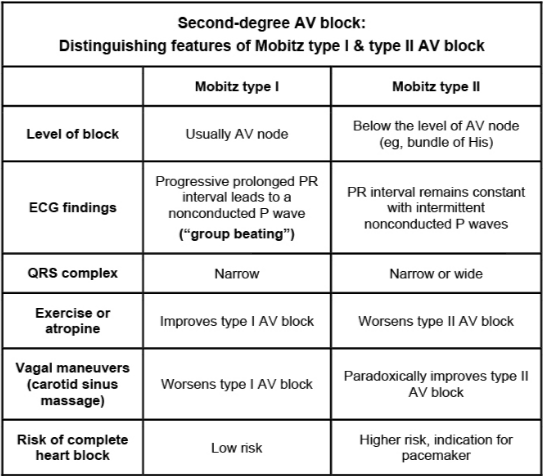 Second-degree AV block:
Distinguishing features of Mobitz type I & type II AV block
Mobitz type I
Mobitz type II
Level of block
Usually AV node
Below the level of AV node
(eg, bundle of His)
ECG findings
Progressive prolonged PR
interval leads to a
nonconducted P wave
(“group beating”)
PR interval remains constant
with intermittent
nonconducted P waves
QRS complex
Narrow
Narrow or wide
Exercise or
atropine
Improves type I AV block
Worsens type II AV block
Vagal maneuvers
(carotid sinus
massage)
Worsens type I AV block
Paradoxically improves type II
AV block
Risk of complete
heart block
Low risk
Higher risk, indication for
pacemaker